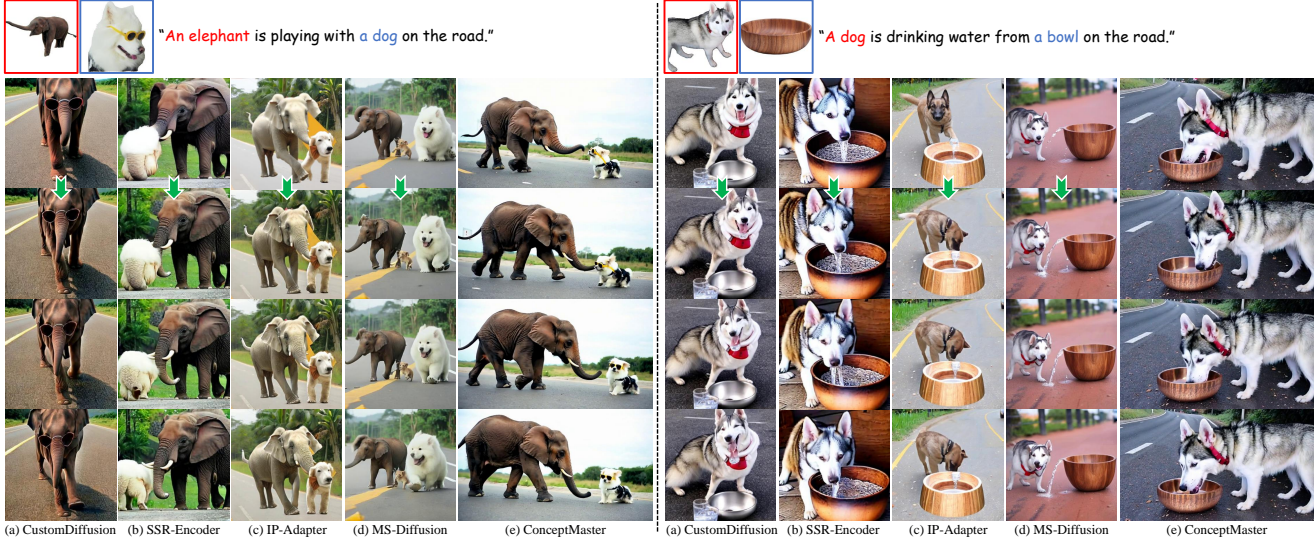 "An elephant is playing with a dog on the road."
"A dog is drinking water from a bowl on the road."
(a) CustomDiffusion (b) SSR-Encoder (c) IP-Adapter (d) MS-Diffusion (e) ConceptMaster
(a) CustomDiffusion (b) SSR-Encoder (c) IP-Adapter (d) MS-Diffusion (e) ConceptMaster